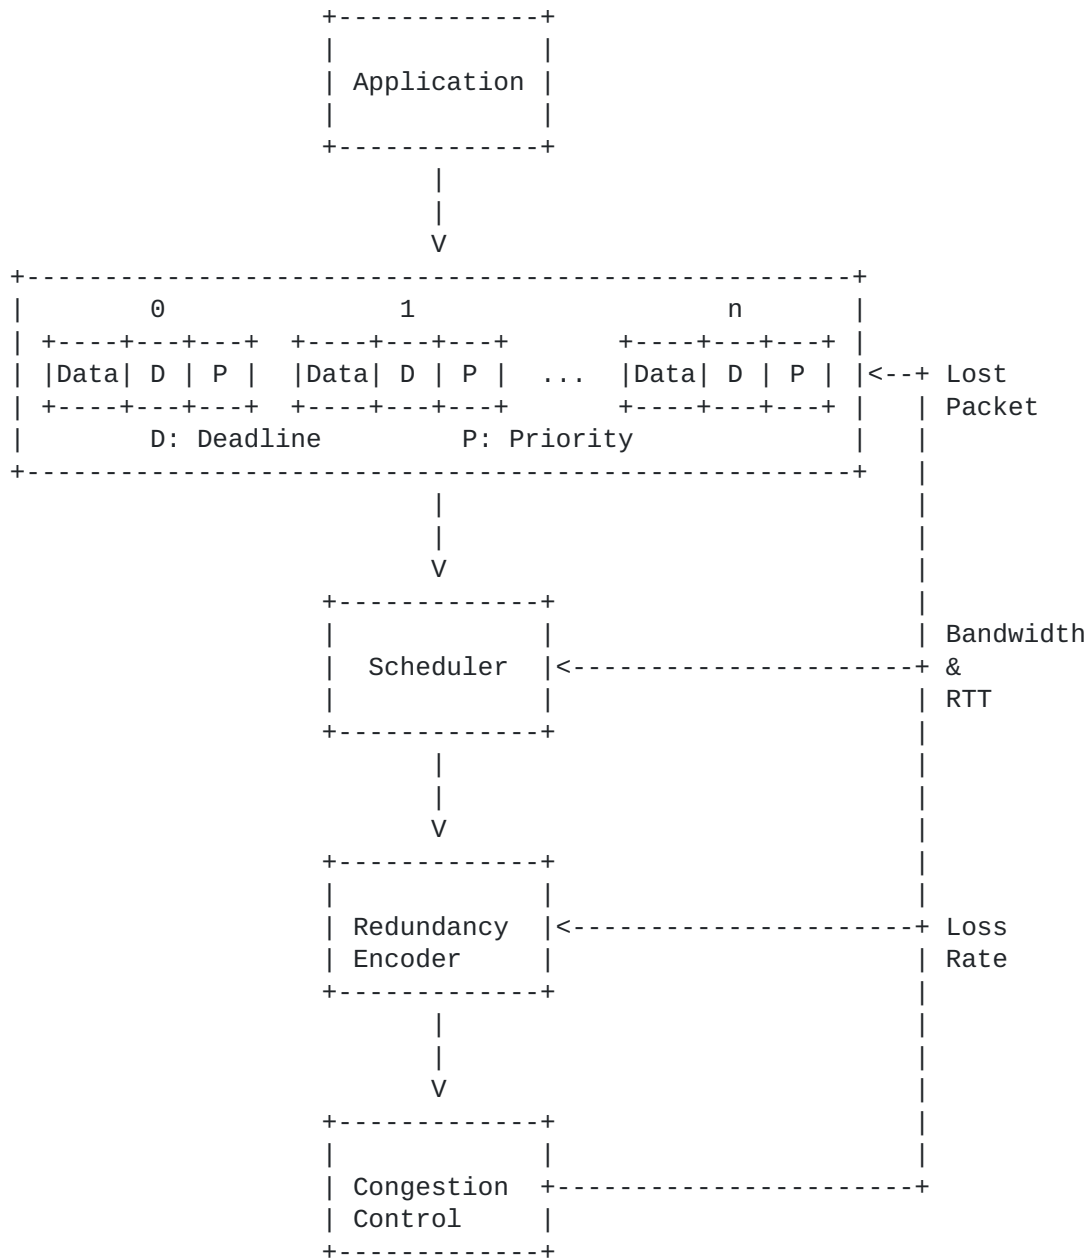 Application
0 1 n
Data D P Data D P ... Data D P Lost
Packet
D: Deadline P: Priority
Bandwidth
Scheduler &
RTT
Redundancy Loss
Encoder Rate
Congestion
Control